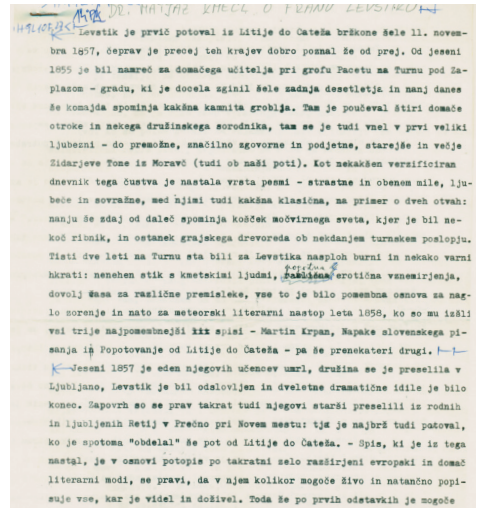 DR. MATJAŽ KMECL O FRANU LEVSTIKU
Levstik je prvič potoval iz Litije do Čateža bržkone šele 11. novem-
bra 1857, čeprav je precej teh krajev dobro poznal že od prej. Od jeseni
1855 je bil namreč za domačega učitelja pri grofu Pacetu na Turnu pod Za-
plazom - gradu, ki je docela zginil šele zadnja desetletja in nanj danes
še komajda spominja kakšna kamnita groblja. Tam je poučeval štiri domače
otroke in nekega družinskega sorodnika, tam se je tudi vnel v prvi veliki
ljubezni - do premožne, značilno zgovorne in podjetne, starejše in večje
Zidarjeve Tone iz Moravč (tudi ob naši poti). Kot nekakšen versificiran
dnevnik tega čustva je nastala vrsta pesmi - strastne in obenem mile, lju-
beče in sovražne, med njimi tudi kakšna klasična, na primer o dveh otvah:
nanju še zdaj od daleč spominja košček močvirnega sveta, kjer je bil ne-
koč ribnik, in ostanek grajskega drevoreda ob nekdanjem turnskem poslopju.
Tisti dve leti na Turnu sta bili za Levstika nasploh burni in nekako varni
hkrati: nenehen stik s kmetskimi ljudmi, erotična vznemirjenja,
dovolj časa za različne premisleke, vse to je bilo pomembna osnova za nag-
lo zorenje in nato za meteorski literarni nastop leta 1858, ko so mu izšli
vsi trije najpomembnejši spisi - Martin Krpan, Napake slovenskega pi-
sanja in Popotovanje od Litije do Čateža - pa še prenekateri drugi.
Jeseni 1857 je eden njegovih učencev umrl, družina se je preselila v
Ljubljano, Levstik je bil odslovljen in dveletne dramatične idile je bilo
konec. Zapovrh so se prav takrat tudi njegovi starši preselili iz rodnih
in ljubljenih Retij v Prečno pri Novem mestu: tja je najbrž tudi potoval,
ko je spotoma "obdelal" še pot od Litije do Čateža. - Spis, ki je iz tega
nastal, je v osnovi potopis po takratni zelo razširjeni evropski in domač
literarni modi, se pravi, da v njem kolikor mogoče živo in natančno popi-
suje vse, kar je videl in doživel. Toda že po prvih odstavkih je mogoče